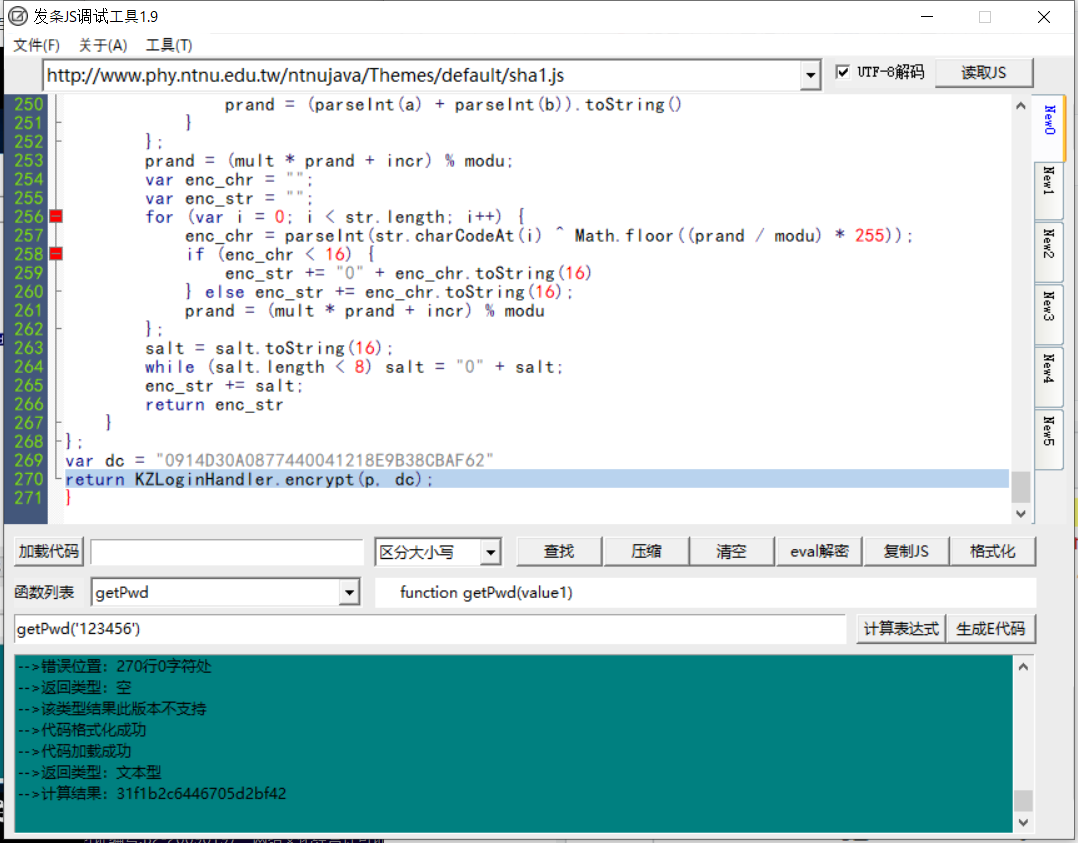 发条JS调试工具1.9
文件(F) 关于(A) 工具(T)
http://www.phy.ntnu.edu.tw/ntnujava/Themes/default/sha1.js UTF-8解码 读取JS
250 prand = (parseInt(a) + parseInt(b)).toString()
251 }
252 };
253 prand = (mult * prand + incr) % modu;
254 var enc_chr = "";
255 var enc_str = "";
256 for (var i = 0; i < str.length; i++) {
257 enc_chr = parseInt(str.charCodeAt(i) ^ Math.floor((prand / modu) * 255));
258 if (enc_chr < 16) {
259 enc_str += "0" + enc_chr.toString(16)
260 } else enc_str += enc_chr.toString(16);
261 prand = (mult * prand + incr) % modu
262 };
263 salt = salt.toString(16);
264 while (salt.length < 8) salt = "0" + salt;
265 enc_str += salt;
266 return enc_str
267 }
268 };
269 var dc = "0914D30A0877440041218E9B38CBAF62"
270 return KZLoginHandler.encrypt(p, dc);
271 }
New0
New1
New2
New3
New4
New5
加载代码 区分大小写 查找 压缩 清空 eval解密 复制JS 格式化
函数列表 getPwd function getPwd(value1)
getPwd('123456') 计算表达式 生成E代码
-->错误位置：270行0字符处
-->返回类型：空
-->该类型结果此版本不支持
-->代码格式化成功
-->代码加载成功
-->返回类型：文本型
-->计算结果：31f1b2c6446705d2bf42